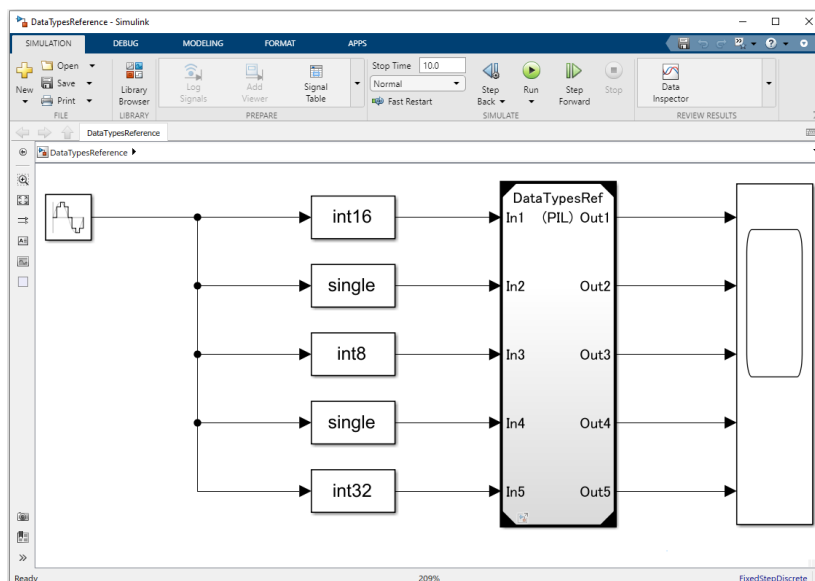 DataTypesReference - Simulink
SIMULATION DEBUG MODELING FORMAT APPS
New
Open
Save
Print
FILE
Library
Browser
LIBRARY
Log
Signals
Add
Viewer
Signal
Table
PREPARE
Stop Time 10.0
Normal
Fast Restart
Step
Back
Run
Step
Forward
Stop
SIMULATE
Data
Inspector
REVIEW RESULTS
DataTypesReference
DataTypesReference
DataTypesRef
int16 In1 (PIL) Out1
single In2 Out2
int8 In3 Out3
single In4 Out4
int32 In5 Out5
Ready 209% FixedStepDiscrete